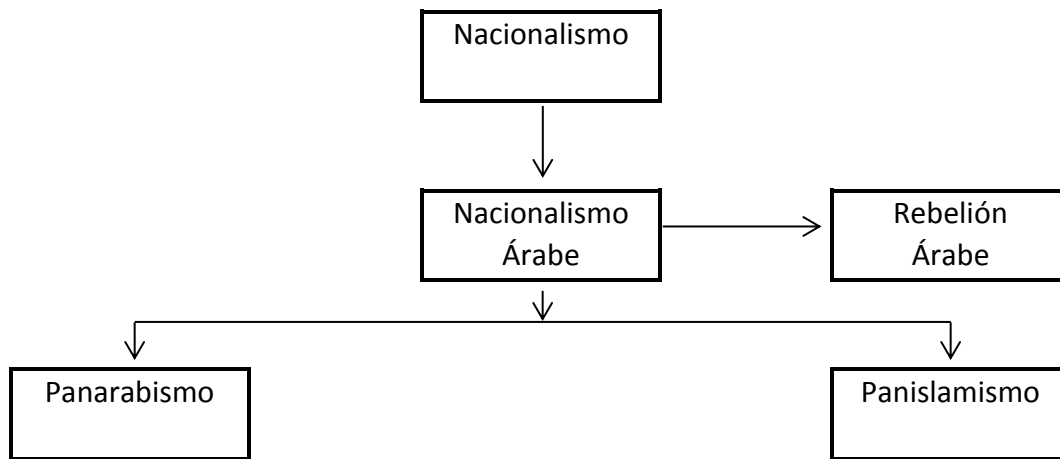 Nacionalismo
Nacionalismo
Árabe
Rebelión
Árabe
Panarabismo
Panislamismo